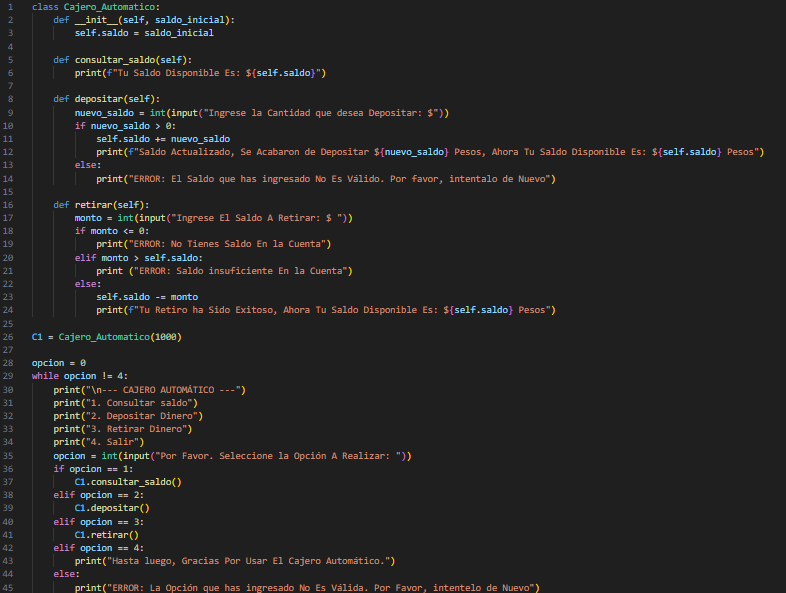 1 class Cajero_Automatico:
2     def __init__(self, saldo_inicial):
3         self.saldo = saldo_inicial
4
5     def consultar_saldo(self):
6         print(f"Tu Saldo Disponible Es: ${self.saldo}")
7
8     def depositar(self):
9         nuevo_saldo = int(input("Ingrese la Cantidad que desea Depositar: $"))
10         if nuevo_saldo > 0:
11             self.saldo += nuevo_saldo
12             print(f"Saldo Actualizado, Se Acabaron de Depositar ${nuevo_saldo} Pesos, Ahora Tu Saldo Disponible Es: ${self.saldo} Pesos")
13         else:
14             print("ERROR: El Saldo que has ingresado No Es Válido. Por favor, intentalo de Nuevo")
15
16     def retirar(self):
17         monto = int(input("Ingrese El Saldo A Retirar: $ "))
18         if monto <= 0:
19             print("ERROR: No Tienes Saldo En la Cuenta")
20         elif monto > self.saldo:
21             print ("ERROR: Saldo insuficiente En la Cuenta")
22         else:
23             self.saldo -= monto
24             print(f"Tu Retiro ha Sido Exitoso, Ahora Tu Saldo Disponible Es: ${self.saldo} Pesos")
25
26 C1 = Cajero_Automatico(1000)
27
28 opcion = 0
29 while opcion != 4:
30     print("\n--- CAJERO AUTOMÁTICO ---")
31     print("1. Consultar saldo")
32     print("2. Depositar Dinero")
33     print("3. Retirar Dinero")
34     print("4. Salir")
35     opcion = int(input("Por Favor. Seleccione la Opción A Realizar: "))
36     if opcion == 1:
37         C1.consultar_saldo()
38     elif opcion == 2:
39         C1.depositar()
40     elif opcion == 3:
41         C1.retirar()
42     elif opcion == 4:
43         print("Hasta luego, Gracias Por Usar El Cajero Automático.")
44     else:
45         print("ERROR: La Opción que has ingresado No Es Válida. Por Favor, intentelo de Nuevo")